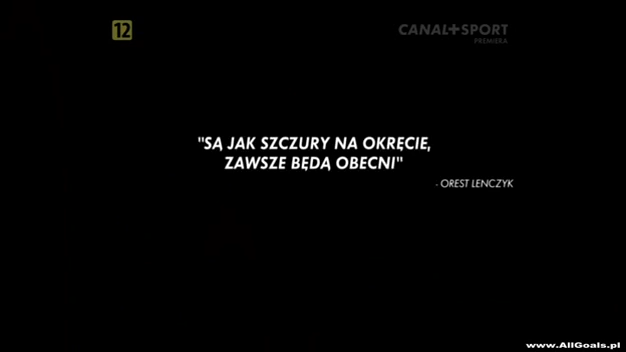 12
CANAL+SPORT
PREMIERA
"SĄ JAK SZCZURY NA OKRĘCIE,
ZAWSZE BĘDĄ OBECNI"
- OREST LENCZYK
www.AllGoals.pl